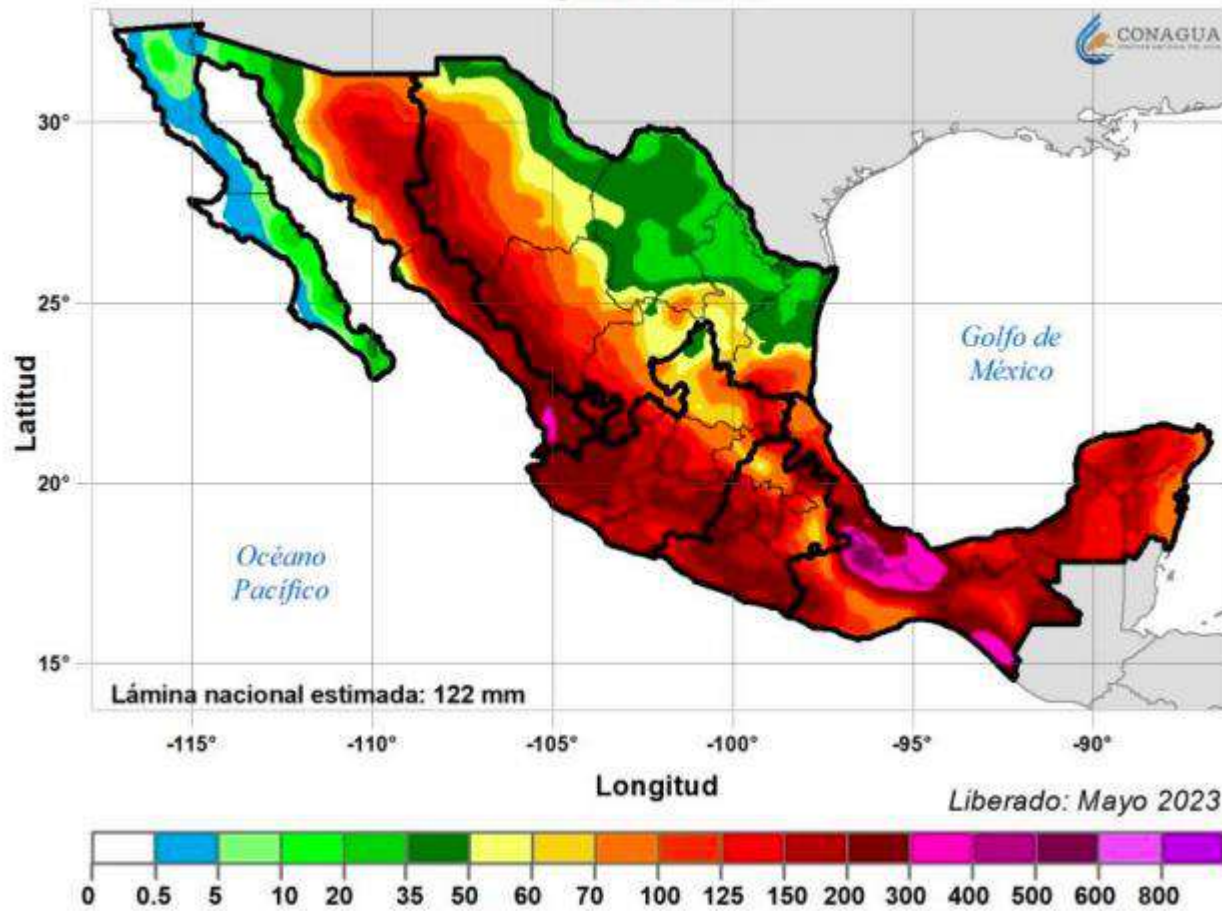 CONAGUA
30°
25°
20°
15°
Latitud
Golfo de
México
Océano
Pacífico
Lámina nacional estimada: 122 mm
-115° -110° -105° -100° -95° -90°
Longitud
Liberado: Mayo 2023
0 0.5 5 10 20 35 50 60 70 100 125 150 200 300 400 500 600 800